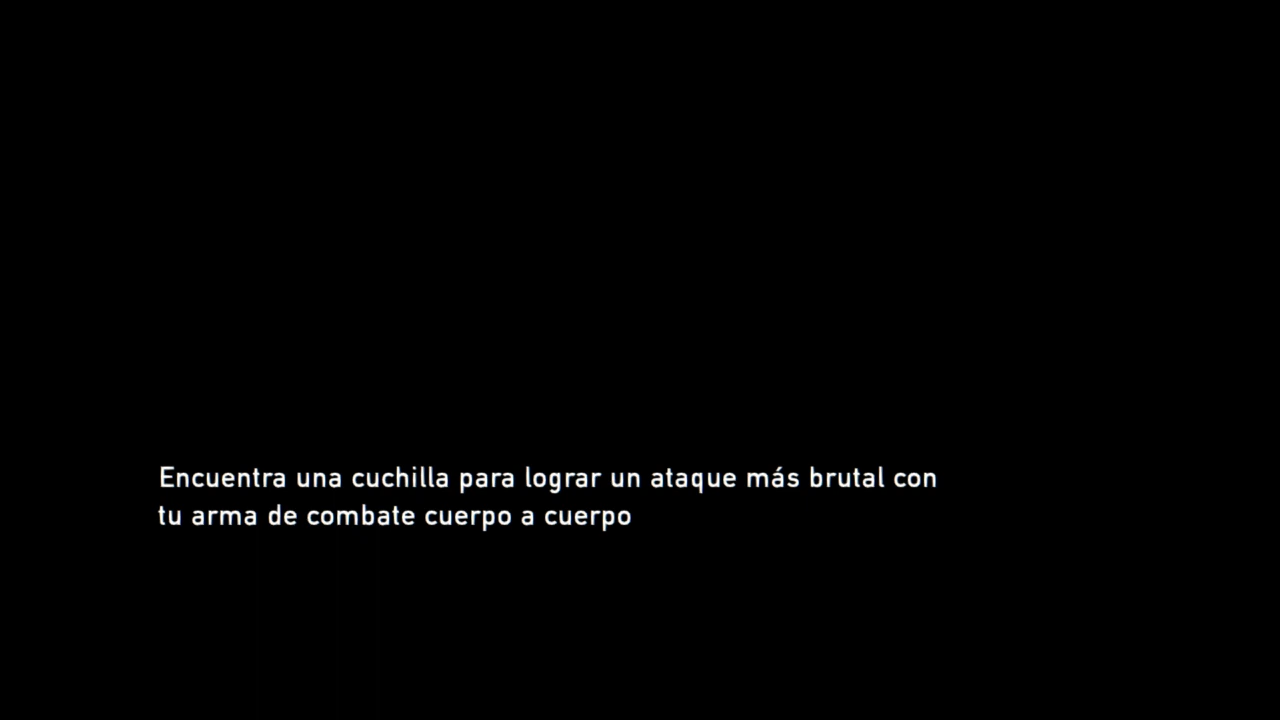 Encuentra una cuchilla para lograr un ataque más brutal con
tu arma de combate cuerpo a cuerpo